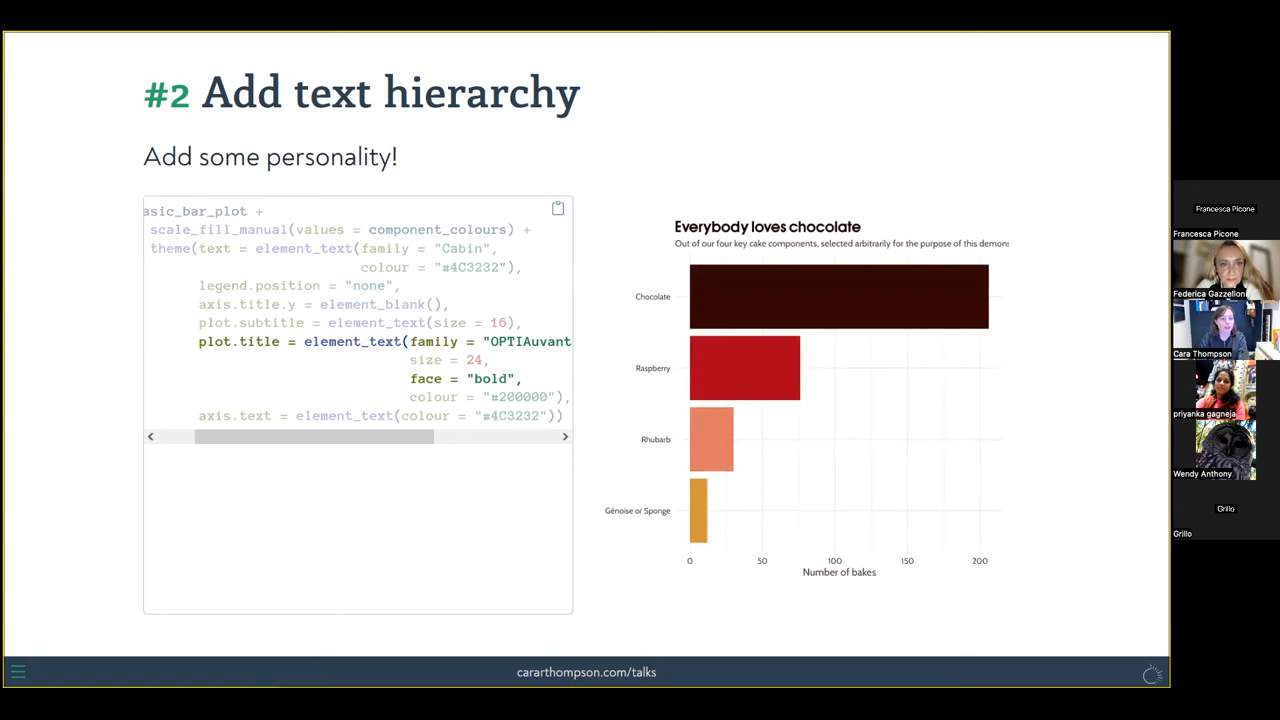 #2 Add text hierarchy
Add some personality!
asic_bar_plot +
scale_fill_manual(values = component_colours) +
theme(text = element_text(family = "Cabin",
colour = "#4C3232"),
legend.position = "none",
axis.title.y = element_blank(),
plot.subtitle = element_text(size = 16),
plot.title = element_text(family = "OPTIAuvant
size = 24,
face = "bold",
colour = "#200000"),
axis.text = element_text(colour = "#4C3232"))
Everybody loves chocolate
Out of our four key cake components, selected arbitrarily for the purpose of this demons
Chocolate
Raspberry
Rhubarb
Génoise or Sponge
0 50 100 150 200
Number of bakes
cararthompson.com/talks
Francesca Picone
Francesca Picone
Federica Gazzelloni
Cara Thompson
priyanka gagneja
Wendy Anthony
Grillo
Grillo